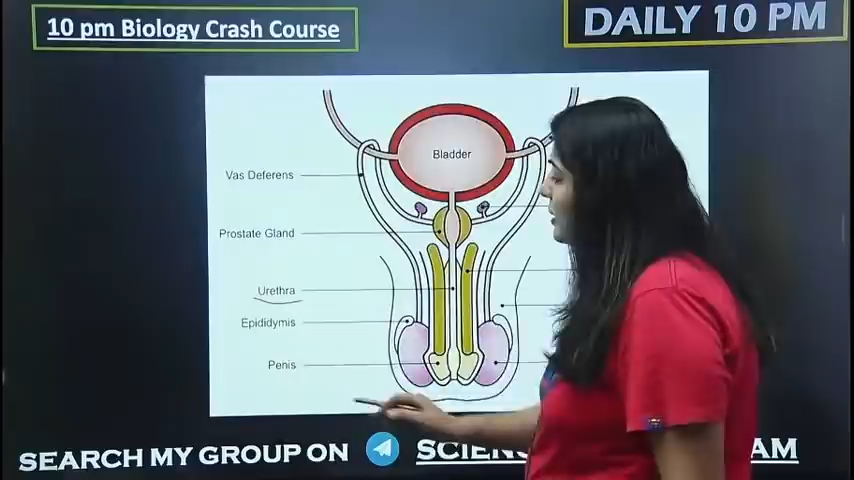 10 pm Biology Crash Course
DAILY 10 PM
Bladder
Vas Deferens
Prostate Gland
Urethra
Epididymis
Penis
SEARCH MY GROUP ON